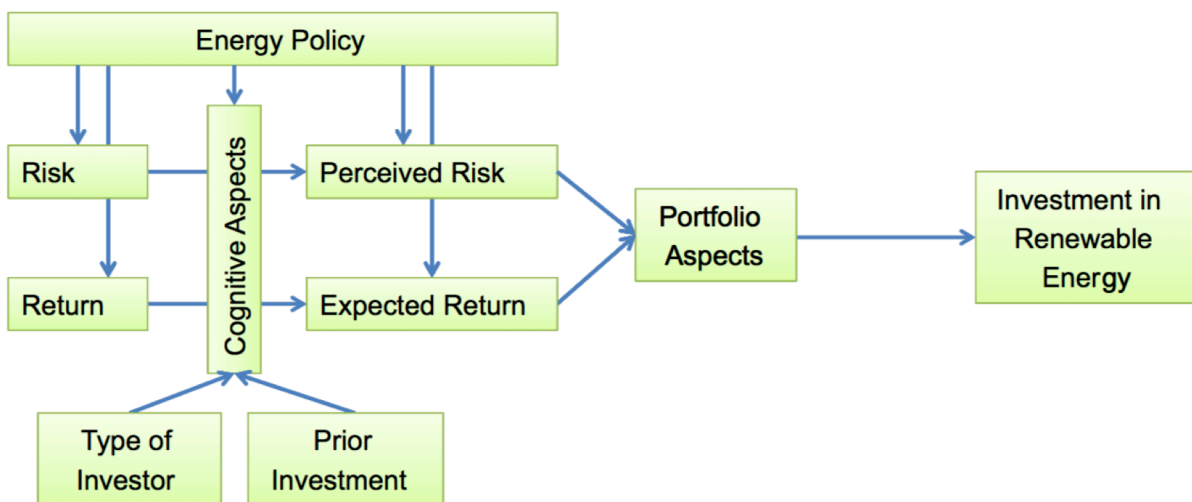 Energy Policy
Risk
Cognitive Aspects
Perceived Risk
Portfolio
Aspects
Investment in
Renewable
Energy
Return
Expected Return
Type of
Investor
Prior
Investment